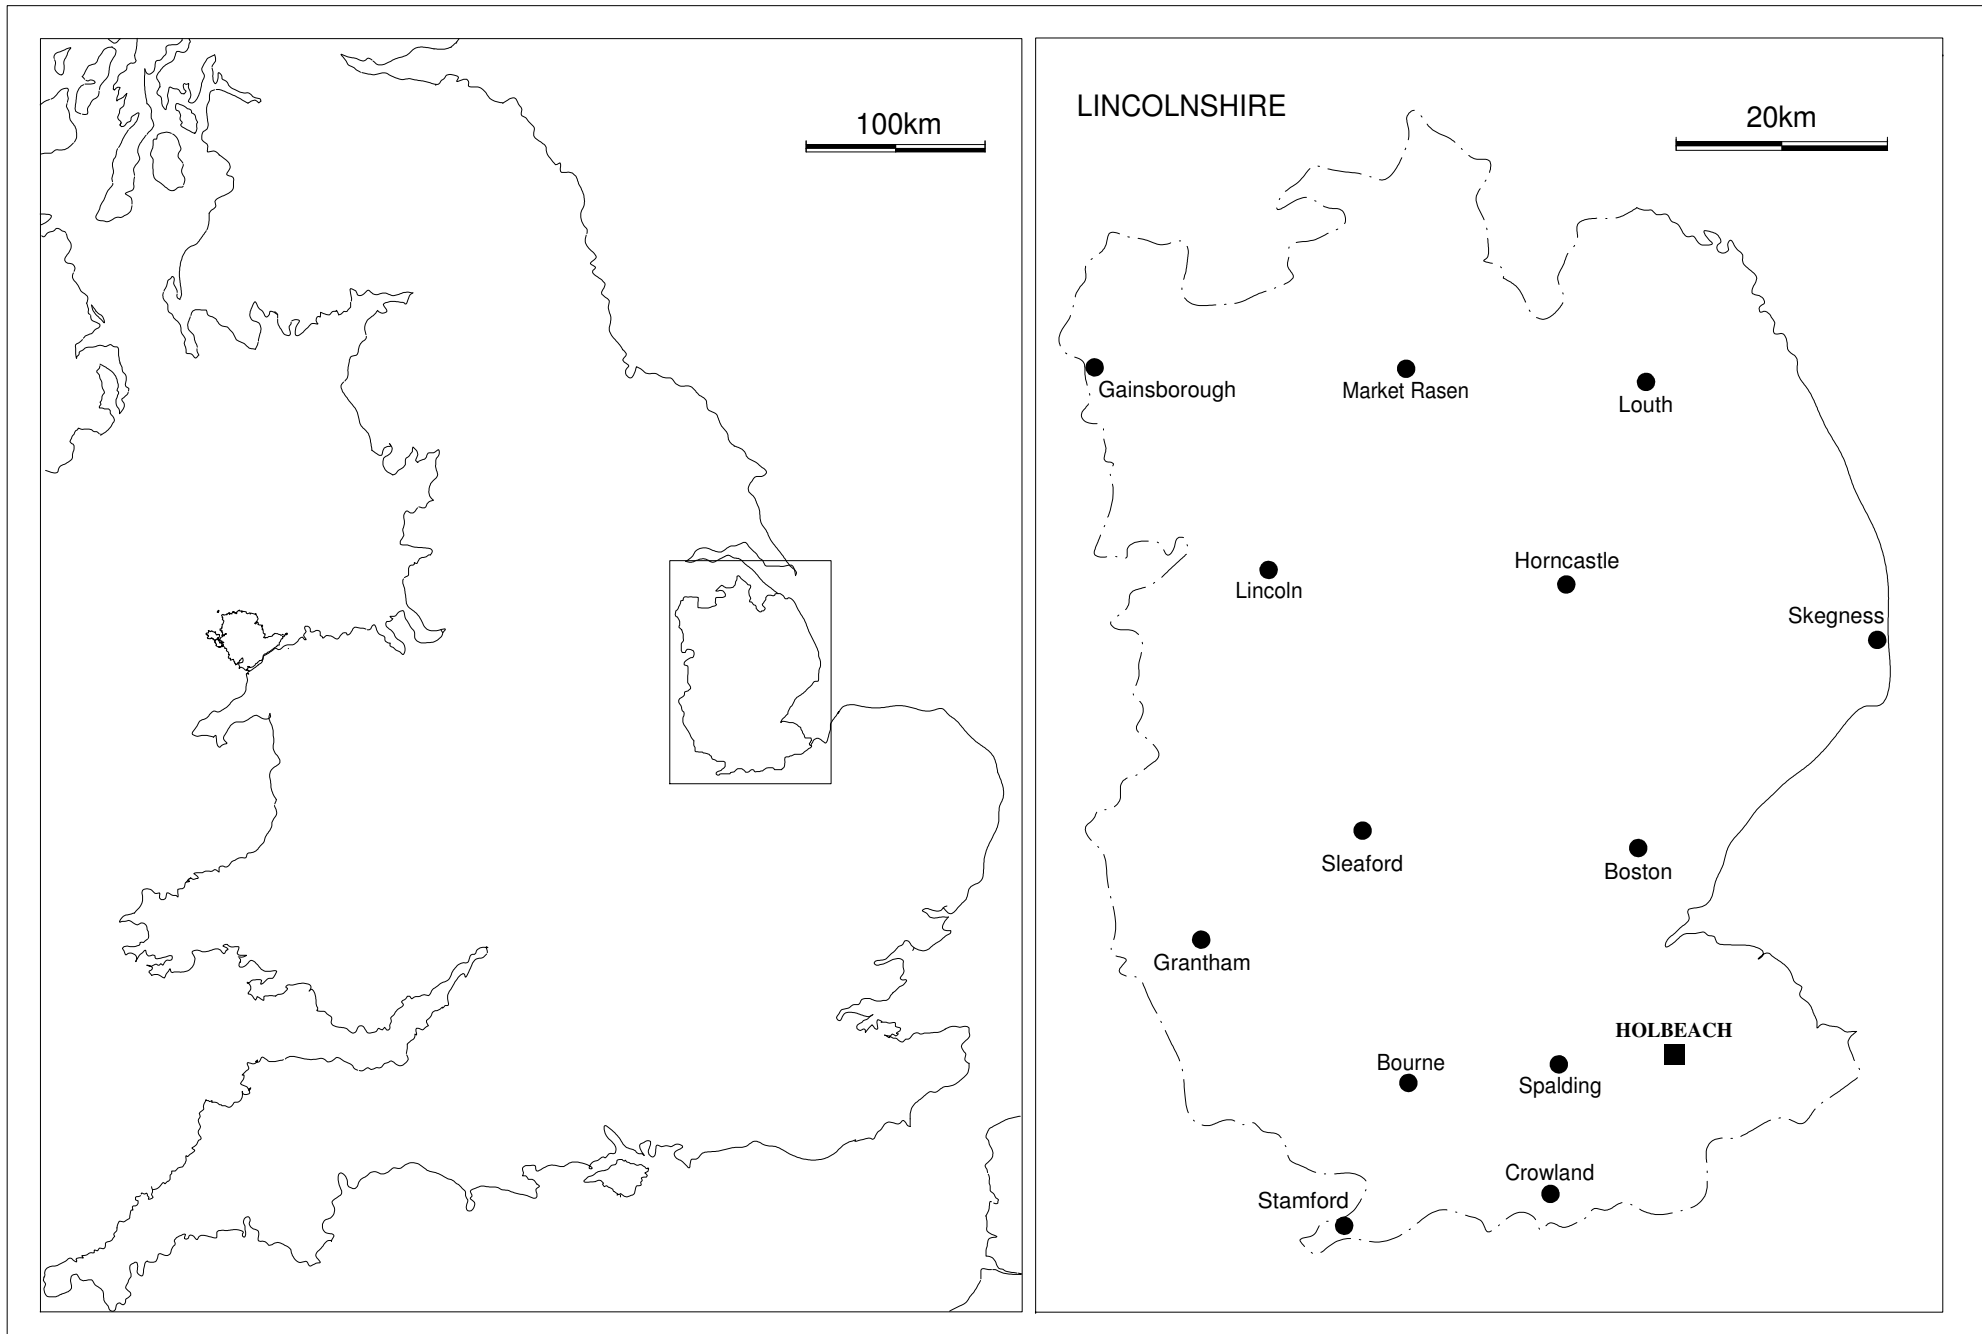 100km
LINCOLNSHIRE
20km
Gainsborough
Market Rasen
Louth
Horncastle
Lincoln
Skegness
Sleaford
Boston
Grantham
HOLBEACH
Bourne
Spalding
Crowland
Stamford